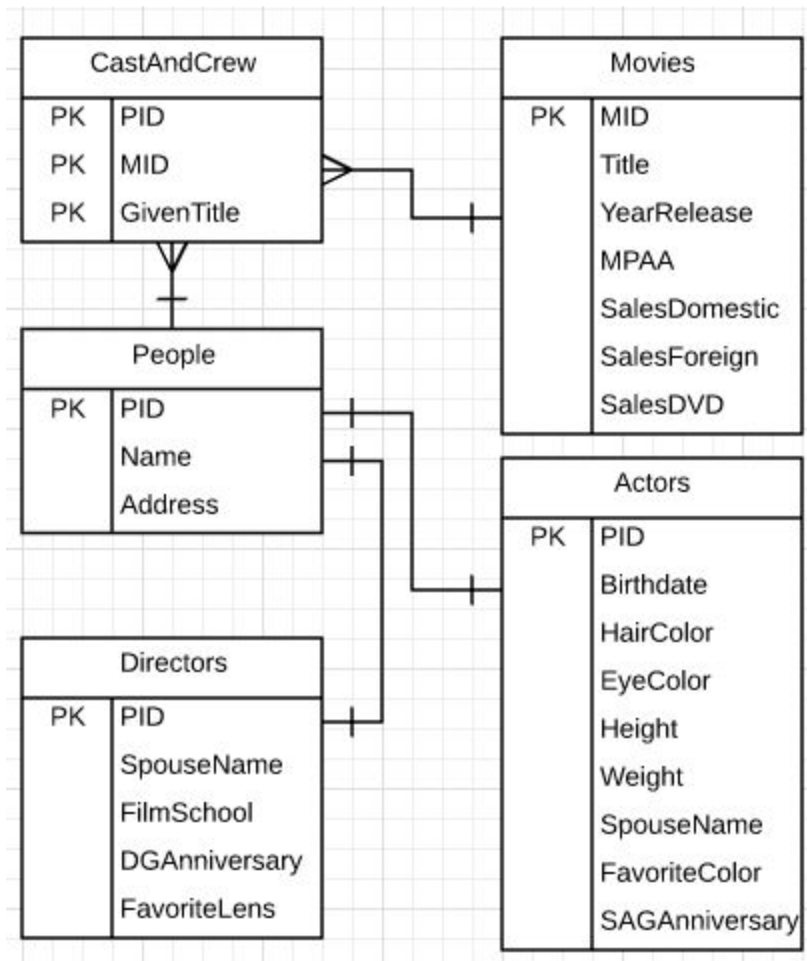 CastAndCrew
PK PID
PK MID
PK GivenTitle
People
PK PID
Name
Address
Directors
PK PID
SpouseName
FilmSchool
DGAnniversary
FavoriteLens
Movies
PK MID
Title
YearRelease
MPAA
SalesDomestic
SalesForeign
SalesDVD
Actors
PK PID
Birthdate
HairColor
EyeColor
Height
Weight
SpouseName
FavoriteColor
SAGAnniversary